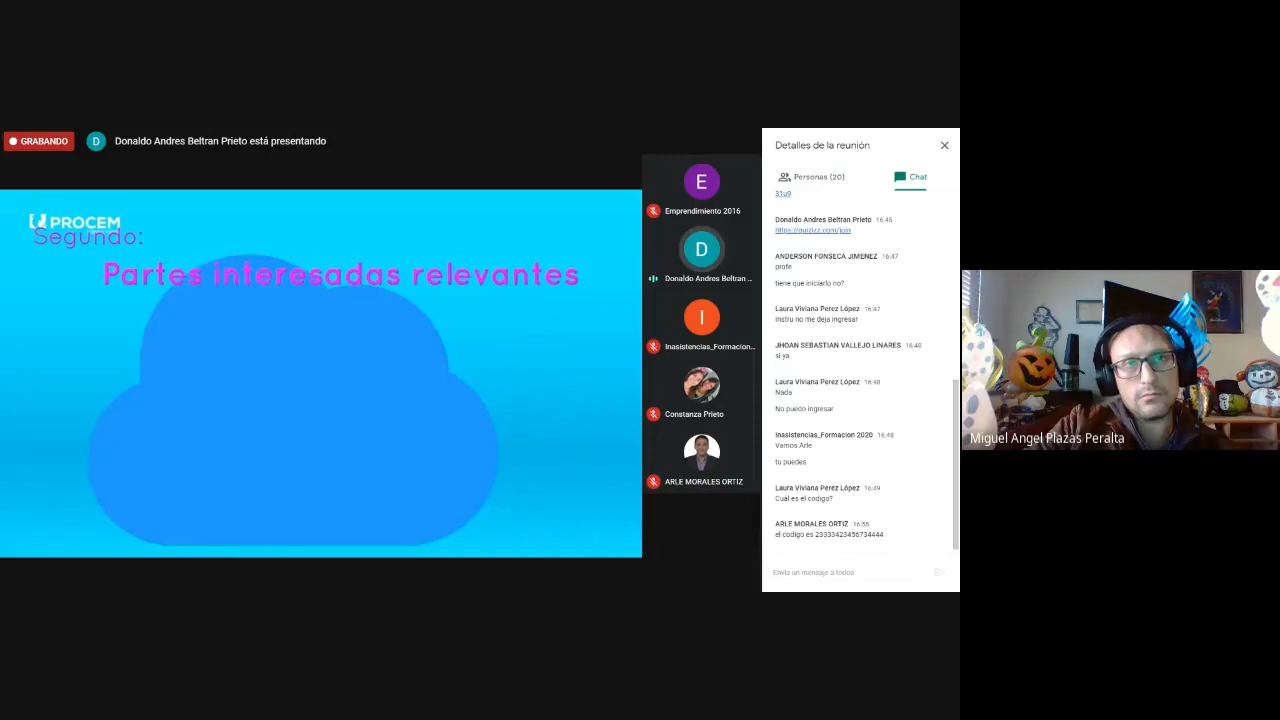 GRABANDO
D
Donaldo Andres Beltran Prieto está presentando
PROCEM
Segundo:
Partes interesadas relevantes
E
Emprendimiento 2016
D
Donaldo Andres Beltran ...
I
Inasistencias_Formacion...
Constanza Prieto
ARLE MORALES ORTIZ
Detalles de la reunión
Personas (20)
Chat
31u9
Donaldo Andres Beltran Prieto 16:45
https://quizizz.com/join
ANDERSON FONSECA JIMENEZ 16:47
profe
tiene que iniciarlo no?
Laura Viviana Perez López 16:47
Instru no me deja ingresar
JHOAN SEBASTIAN VALLEJO LINARES 16:48
si ya
Laura Viviana Perez López 16:48
Nada
No puedo ingresar
Inasistencias_Formacion 2020 16:48
Vamos Arle
tu puedes
Laura Viviana Perez López 16:49
Cuál es el codigo?
ARLE MORALES ORTIZ 16:55
el codigo es 23333423456734444
Envía un mensaje a todos
Miguel Angel Plazas Peralta